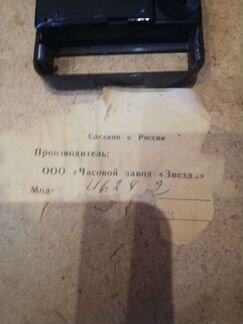 Сделано в России
Производитель:
ООО «Часовой завод «Звезда»
Моде